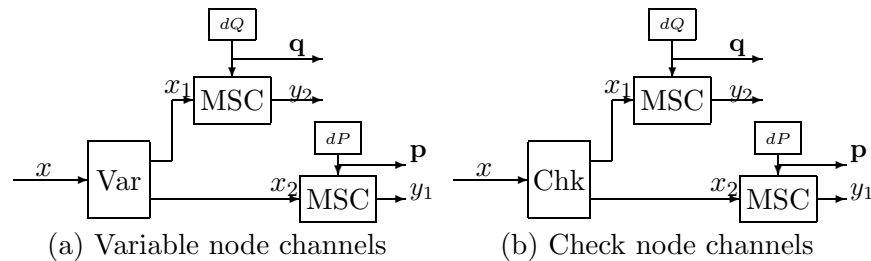 dQ dQ
q q
x₁ MSC y₂ x₁ MSC y₂
dP dP
x Var p x Chk p
x₂ MSC y₁ x₂ MSC y₁
(a) Variable node channels (b) Check node channels